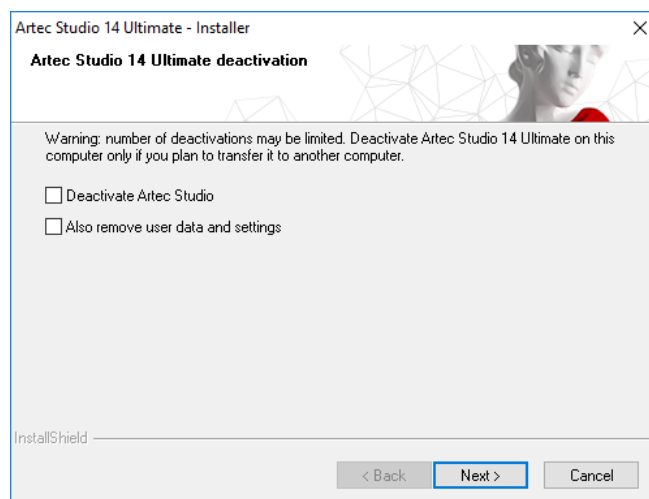 Artec Studio 14 Ultimate - Installer
Artec Studio 14 Ultimate deactivation
Warning: number of deactivations may be limited. Deactivate Artec Studio 14 Ultimate on this
computer only if you plan to transfer it to another computer.
Deactivate Artec Studio
Also remove user data and settings
InstallShield
< Back
Next >
Cancel